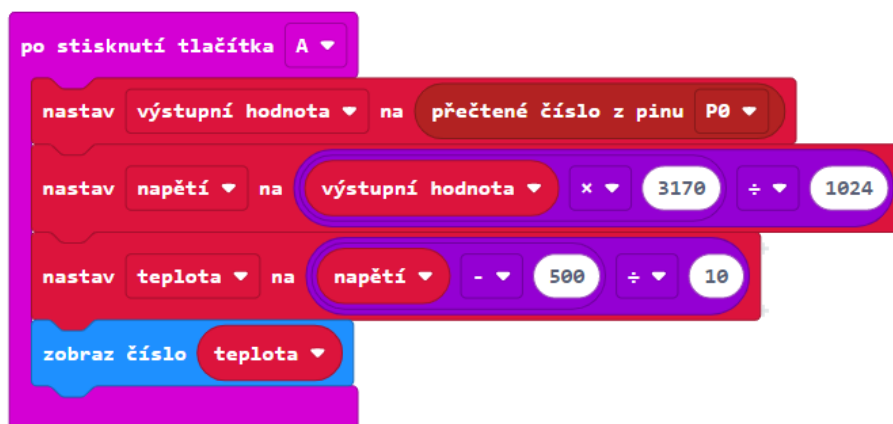 po stisknutí tlačítka A
nastav výstupní hodnota na přečtené číslo z pinu P0
nastav napětí na výstupní hodnota × 3170 ÷ 1024
nastav teplota na napětí - 500 ÷ 10
zobraz číslo teplota